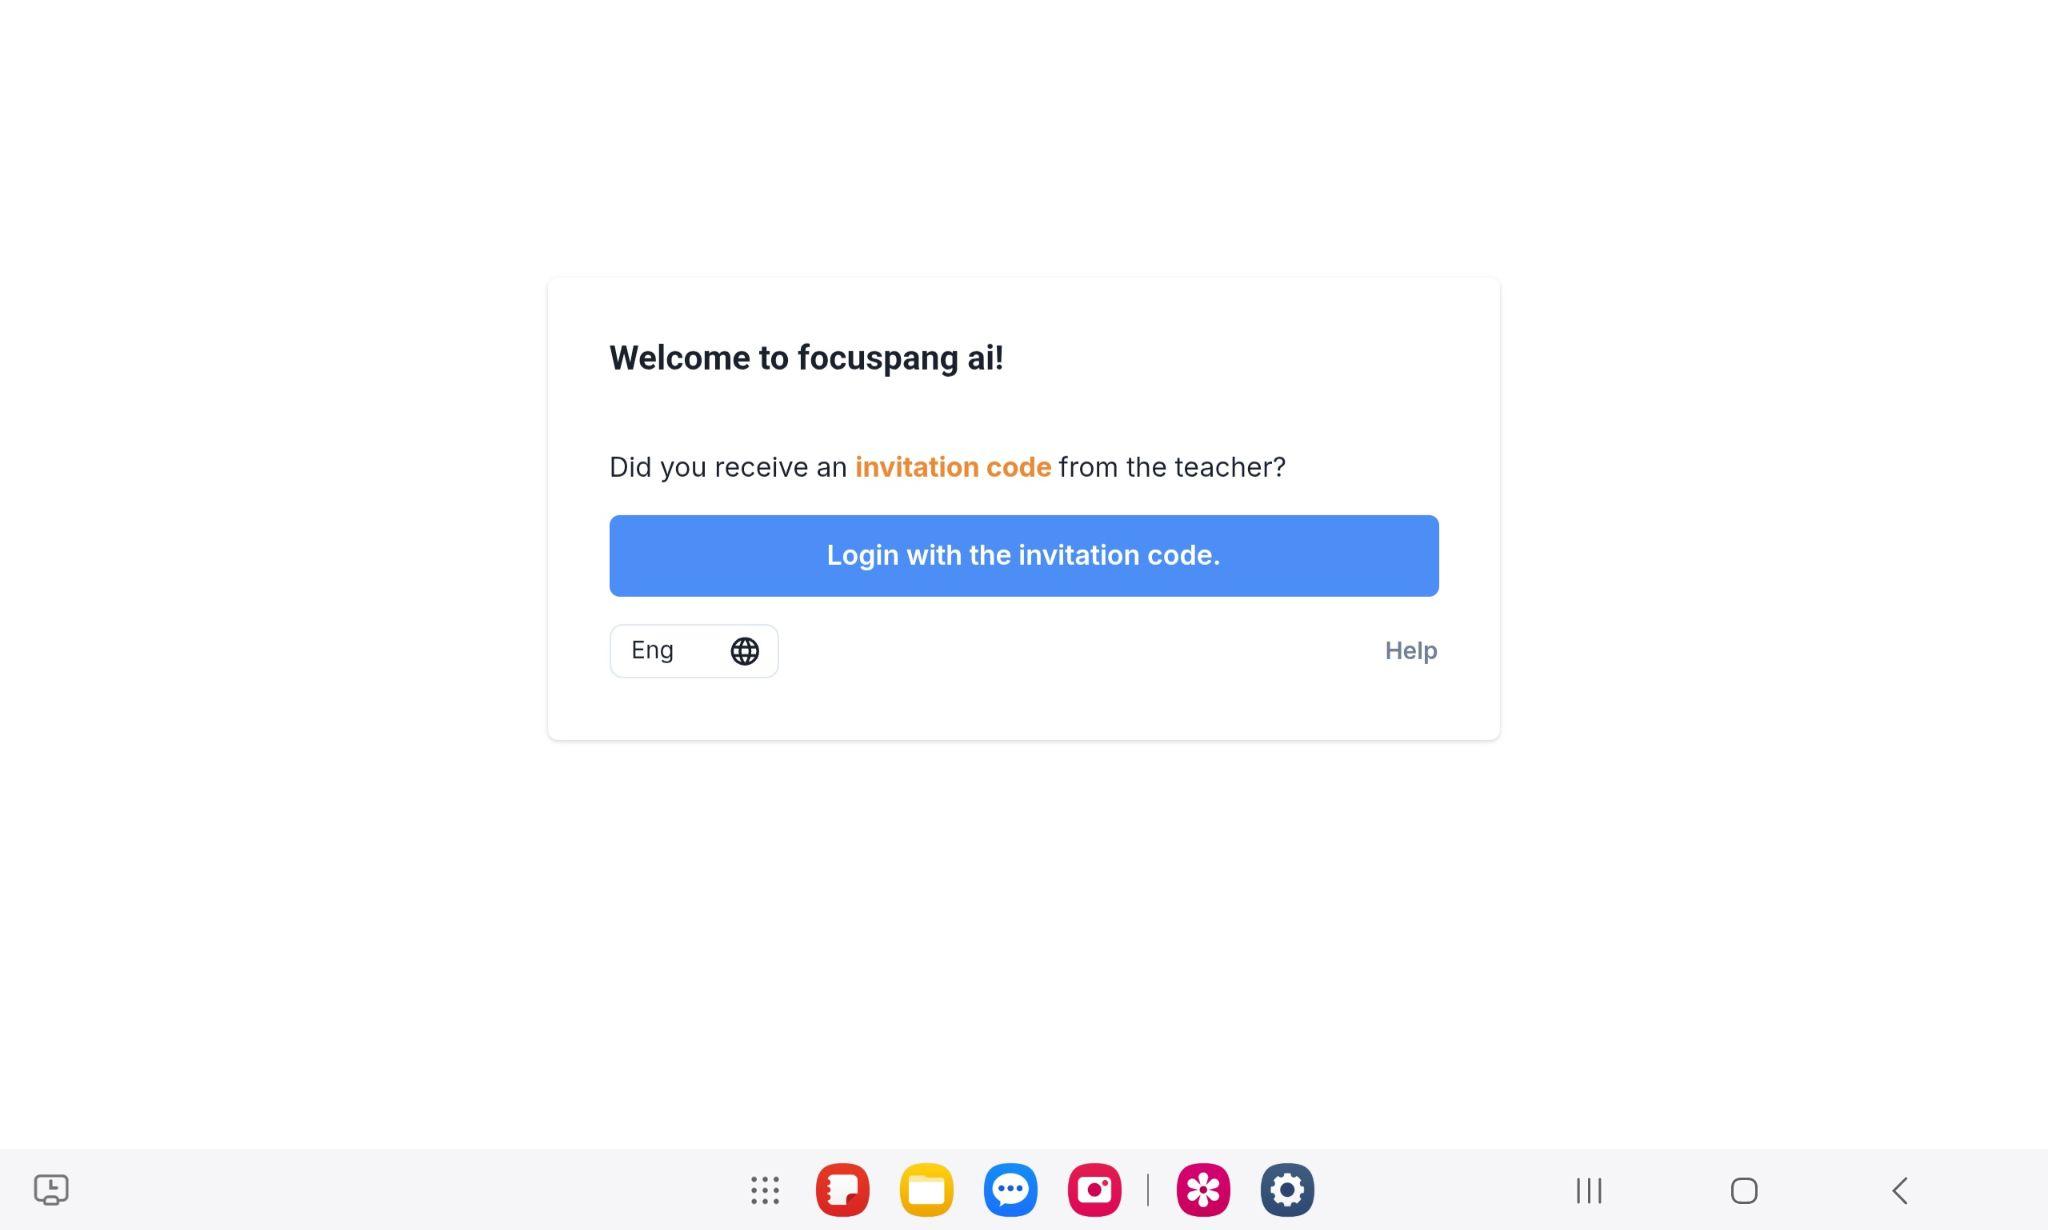 Welcome to focuspang ai!
Did you receive an invitation code from the teacher?
Login with the invitation code.
Eng
Help